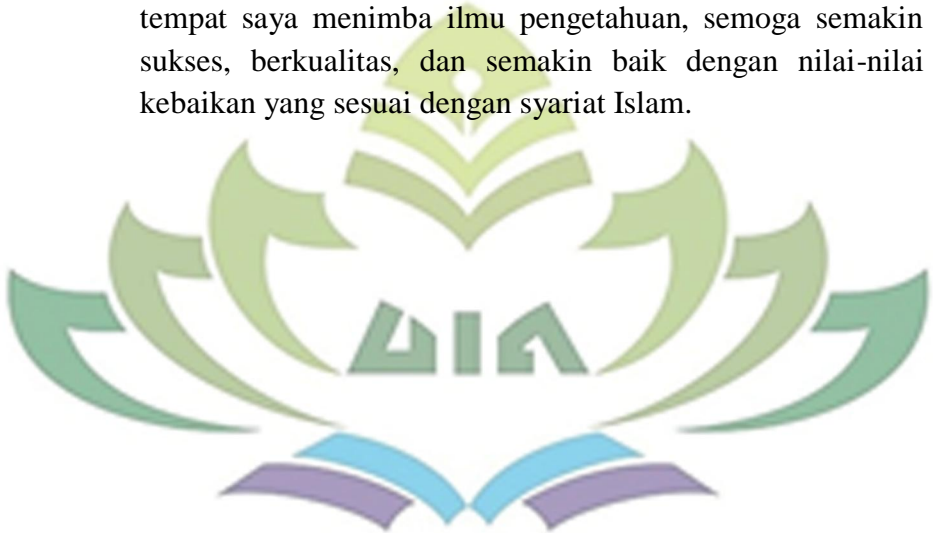 tempat saya menimba ilmu pengetahuan, semoga semakin
sukses, berkualitas, dan semakin baik dengan nilai-nilai
kebaikan yang sesuai dengan syariat Islam.